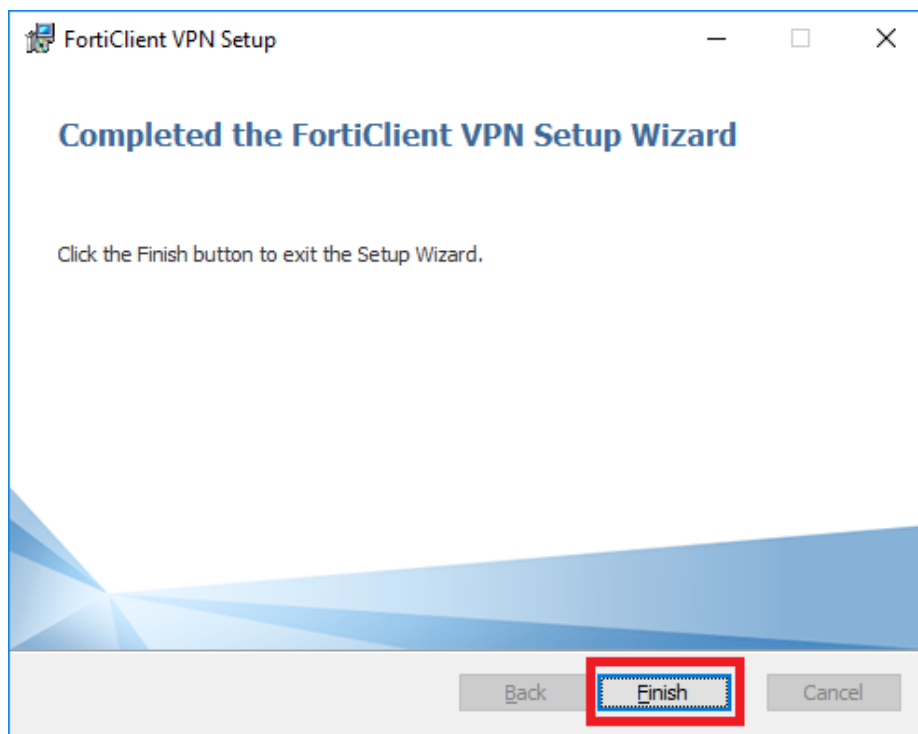 FortiClient VPN Setup
Completed the FortiClient VPN Setup Wizard
Click the Finish button to exit the Setup Wizard.
Back Finish Cancel